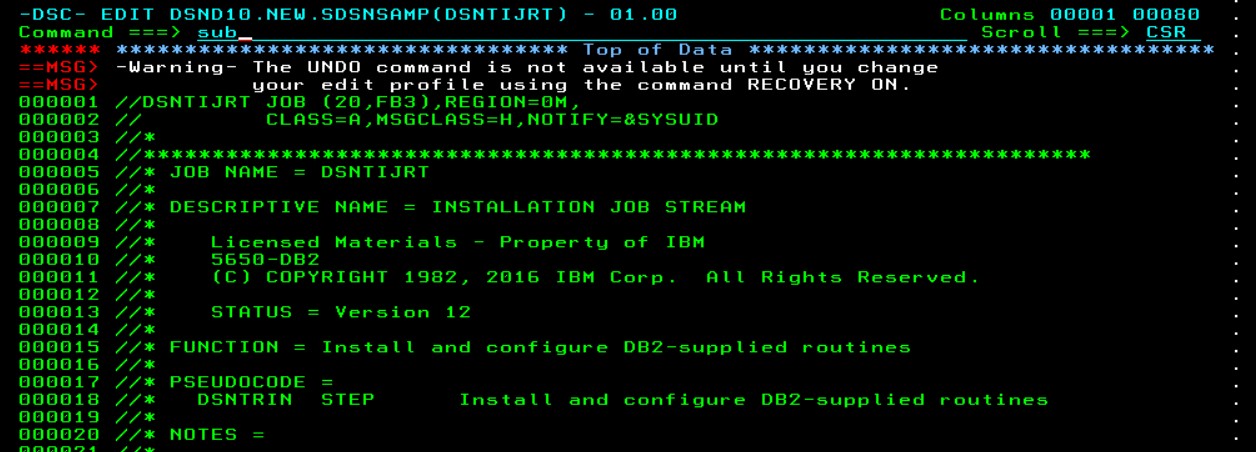 -DSC- EDIT DSND10.NEW.SDSNSAMP(DSNTIJRT) - 01.00 Columns 00001 00080
Command ===> sub_ Scroll ===> CSR
****** ********************************* Top of Data **********************************
==MSG> -Warning- The UNDO command is not available until you change
==MSG> your edit profile using the command RECOVERY ON.
000001 //DSNTIJRT JOB (20,FB3),REGION=0M,
000002 // CLASS=A,MSGCLASS=H,NOTIFY=&SYSUID
000003 //*
000004 //*********************************************************************
000005 //* JOB NAME = DSNTIJRT
000006 //*
000007 //* DESCRIPTIVE NAME = INSTALLATION JOB STREAM
000008 //*
000009 //* Licensed Materials - Property of IBM
000010 //* 5650-DB2
000011 //* (C) COPYRIGHT 1982, 2016 IBM Corp. All Rights Reserved.
000012 //*
000013 //* STATUS = Version 12
000014 //*
000015 //* FUNCTION = Install and configure DB2-supplied routines
000016 //*
000017 //* PSEUDOCODE =
000018 //* DSNTRIN STEP Install and configure DB2-supplied routines
000019 //*
000020 //* NOTES =
000021 //*